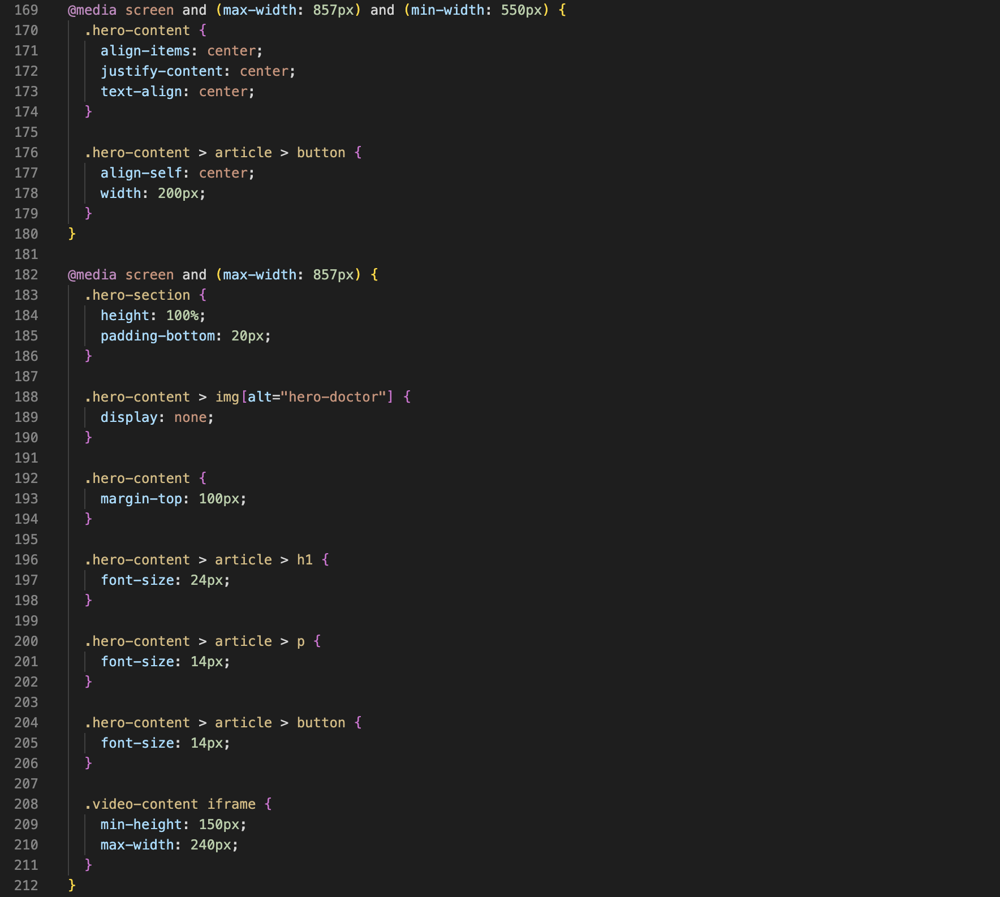 169 @media screen and (max-width: 857px) and (min-width: 550px) {
170   .hero-content {
171     align-items: center;
172     justify-content: center;
173     text-align: center;
174   }
175
176   .hero-content > article > button {
177     align-self: center;
178     width: 200px;
179   }
180 }
181
182 @media screen and (max-width: 857px) {
183   .hero-section {
184     height: 100%;
185     padding-bottom: 20px;
186   }
187
188   .hero-content > img[alt="hero-doctor"] {
189     display: none;
190   }
191
192   .hero-content {
193     margin-top: 100px;
194   }
195
196   .hero-content > article > h1 {
197     font-size: 24px;
198   }
199
200   .hero-content > article > p {
201     font-size: 14px;
202   }
203
204   .hero-content > article > button {
205     font-size: 14px;
206   }
207
208   .video-content iframe {
209     min-height: 150px;
210     max-width: 240px;
211   }
212 }